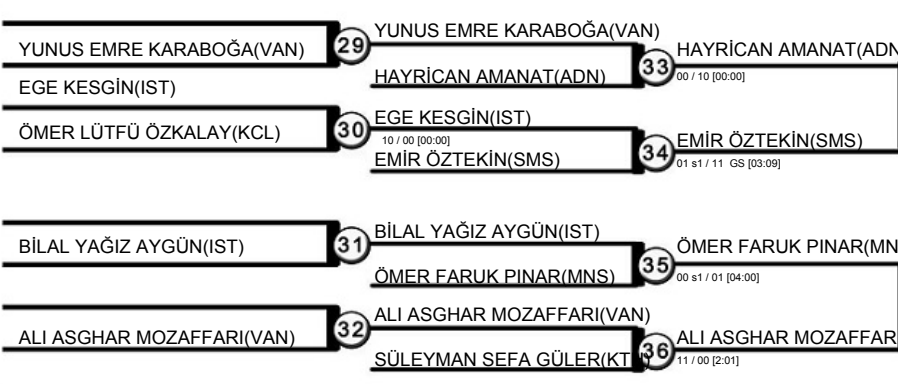 YUNUS EMRE KARABOĞA(VAN)
29
YUNUS EMRE KARABOĞA(VAN)
HAYRİCAN AMANAT(ADN)
33
HAYRİCAN AMANAT(ADN
00 / 10 [00:00]
EGE KESGİN(IST)
ÖMER LÜTFÜ ÖZKALAY(KCL)
30
EGE KESGİN(IST)
10 / 00 [00:00]
EMİR ÖZTEKİN(SMS)
34
EMİR ÖZTEKİN(SMS)
01 s1 / 11 GS [03:09]
BİLAL YAĞIZ AYGÜN(IST)
31
BİLAL YAĞIZ AYGÜN(IST)
ÖMER FARUK PINAR(MNS)
35
ÖMER FARUK PINAR(MN
00 s1 / 01 [04:00]
ALI ASGHAR MOZAFFARI(VAN)
32
ALI ASGHAR MOZAFFARI(VAN)
SÜLEYMAN SEFA GÜLER(KT
36
ALI ASGHAR MOZAFFAR
11 / 00 [2:01]